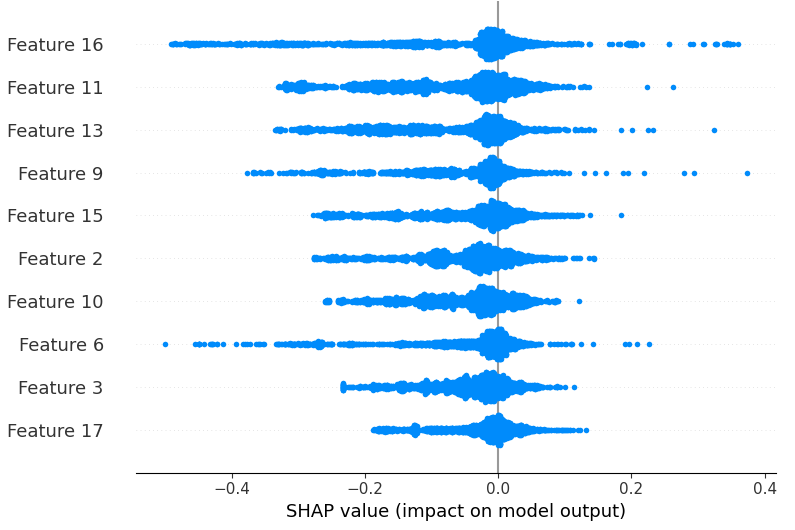 Feature 16
Feature 11
Feature 13
Feature 9
Feature 15
Feature 2
Feature 10
Feature 6
Feature 3
Feature 17
−0.4 −0.2 0.0 0.2 0.4
SHAP value (impact on model output)